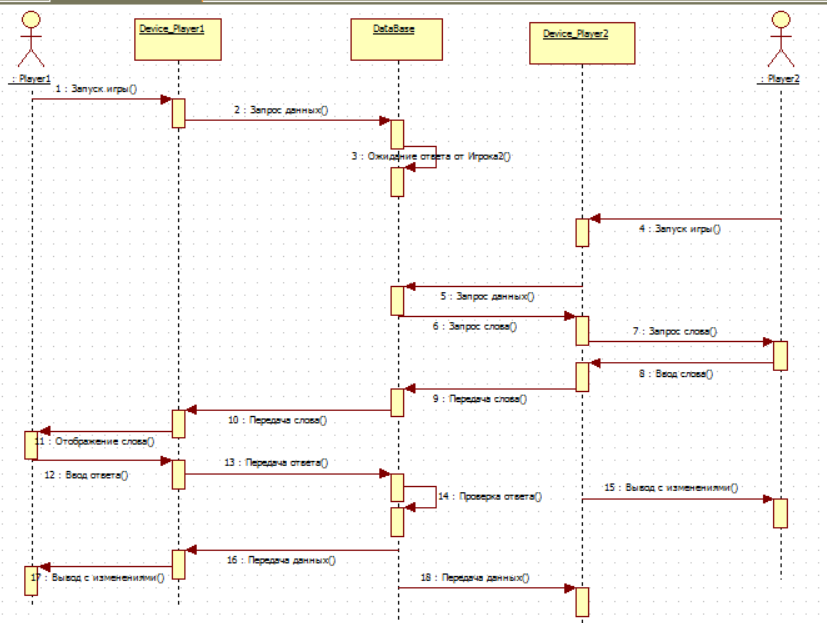 Device_Player1
DataBase
Device_Player2
: Player1
: Player2
1 : Запуск игры()
2 : Запрос данных()
3 : Ожидание ответа от Игрока2()
4 : Запуск игры()
5 : Запрос данных()
6 : Запрос слова()
7 : Запрос слова()
8 : Ввод слова()
9 : Передача слова()
10 : Передача слова()
11 : Отображение слова()
12 : Ввод ответа()
13 : Передача ответа()
14 : Проверка ответа()
15 : Вывод с изменениями()
16 : Передача данных()
17 : Вывод с изменениями()
18 : Передача данных()